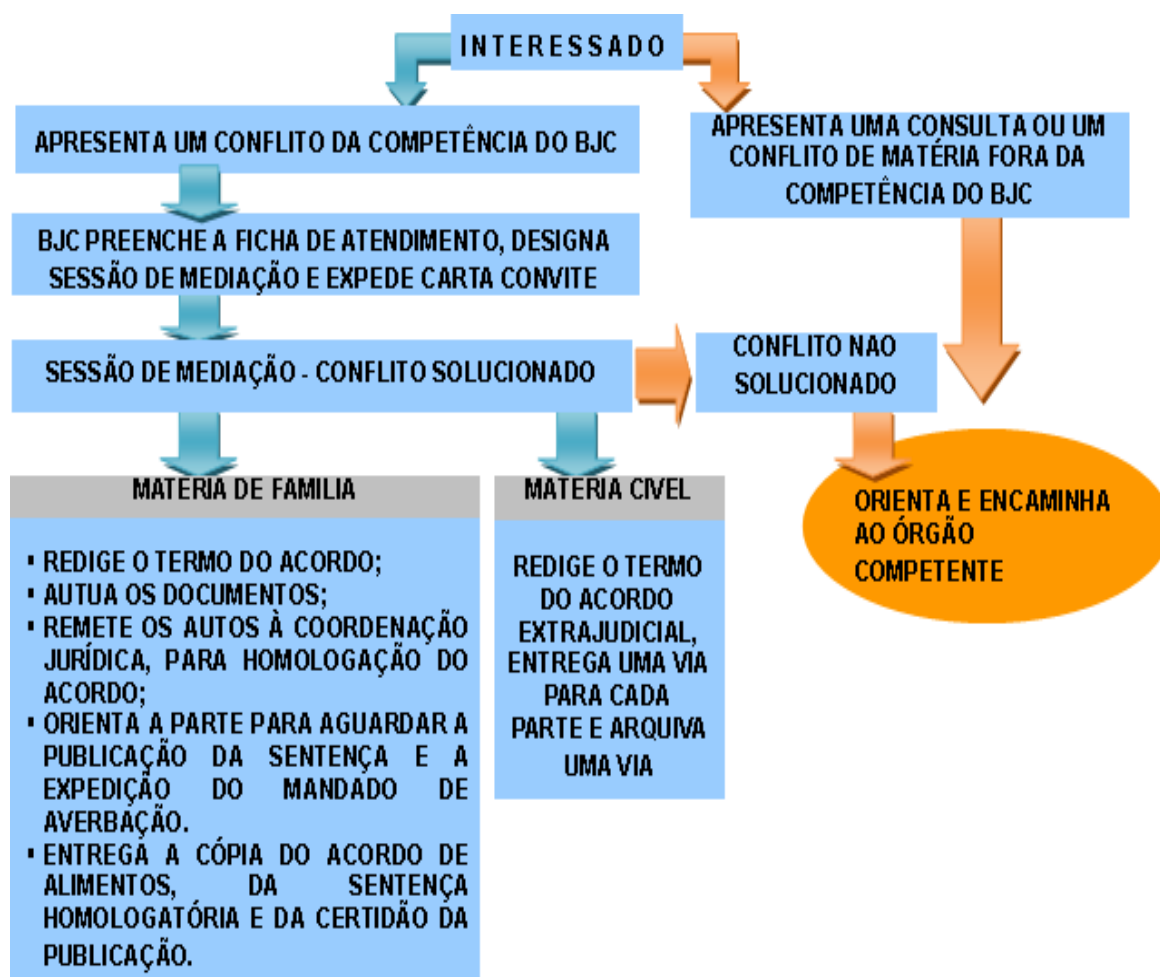 INTERESSADO
APRESENTA UM CONFLITO DA COMPETÊNCIA DO BJC
APRESENTA UMA CONSULTA OU UM
CONFLITO DE MATÉRIA FORA DA
COMPETÊNCIA DO BJC
BJC PREENCHE A FICHA DE ATENDIMENTO, DESIGNA
SESSÃO DE MEDIAÇÃO E EXPEDE CARTA CONVITE
SESSÃO DE MEDIAÇÃO - CONFLITO SOLUCIONADO
CONFLITO NAO
SOLUCIONADO
ORIENTA E ENCAMINHA
AO ÓRGÃO
COMPETENTE
MATERIA DE FAMILIA
▪ REDIGE O TERMO DO ACORDO;
▪ AUTUA OS DOCUMENTOS;
▪ REMETE OS AUTOS À COORDENAÇÃO
JURÍDICA, PARA HOMOLOGAÇÃO DO
ACORDO;
▪ ORIENTA A PARTE PARA AGUARDAR A
PUBLICAÇÃO DA SENTENÇA E A
EXPEDIÇÃO DO MANDADO DE
AVERBAÇÃO.
▪ ENTREGA A CÓPIA DO ACORDO DE
ALIMENTOS, DA SENTENÇA
HOMOLOGATÓRIA E DA CERTIDÃO DA
PUBLICAÇÃO.
MATERIA CIVEL
REDIGE O TERMO
DO ACORDO
EXTRAJUDICIAL,
ENTREGA UMA VIA
PARA CADA
PARTE E ARQUIVA
UMA VIA